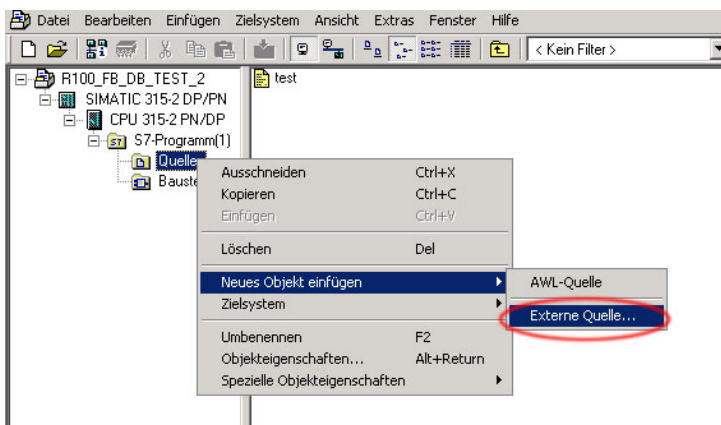 Datei Bearbeiten Einfügen Zielsystem Ansicht Extras Fenster Hilfe
< Kein Filter >
R100_FB_DB_TEST_2
SIMATIC 315-2 DP/PN
CPU 315-2 PN/DP
S7-Programm(1)
Quelle
Bauste
test
Ausschneiden Ctrl+X
Kopieren Ctrl+C
Einfügen Ctrl+V
Löschen Del
Neues Objekt einfügen
Zielsystem
Umbenennen F2
Objekteigenschaften... Alt+Return
Spezielle Objekteigenschaften
AWL-Quelle
Externe Quelle...